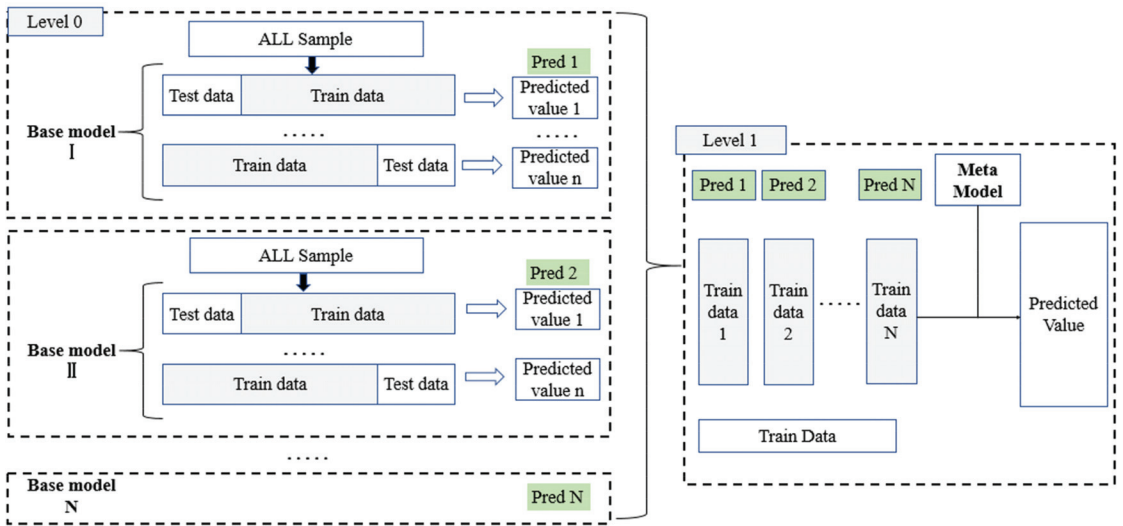 Level 0
ALL Sample
Pred 1
Base model
I
Test data
Train data
Predicted
value 1
.....
.....
Train data
Test data
Predicted
value n
ALL Sample
Pred 2
Base model
II
Test data
Train data
Predicted
value 1
.....
Train data
Test data
Predicted
value n
.....
Base model
N
Pred N
Level 1
Pred 1
Pred 2
Pred N
Meta
Model
Train
data
1
Train
data
2
.....
Train
data
N
Predicted
Value
Train Data